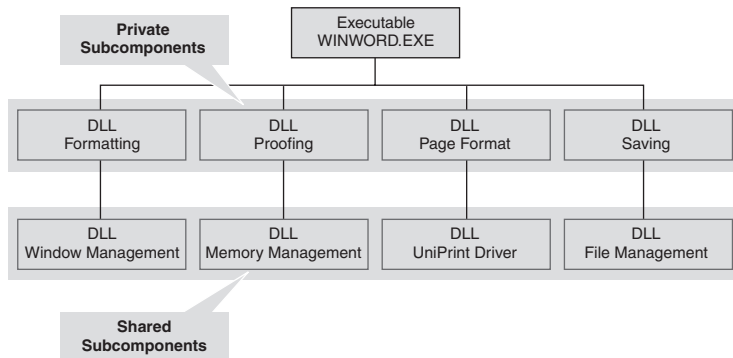 Private
Subcomponents
Executable
WINWORD.EXE
DLL
Formatting
DLL
Proofing
DLL
Page Format
DLL
Saving
DLL
Window Management
DLL
Memory Management
DLL
UniPrint Driver
DLL
File Management
Shared
Subcomponents